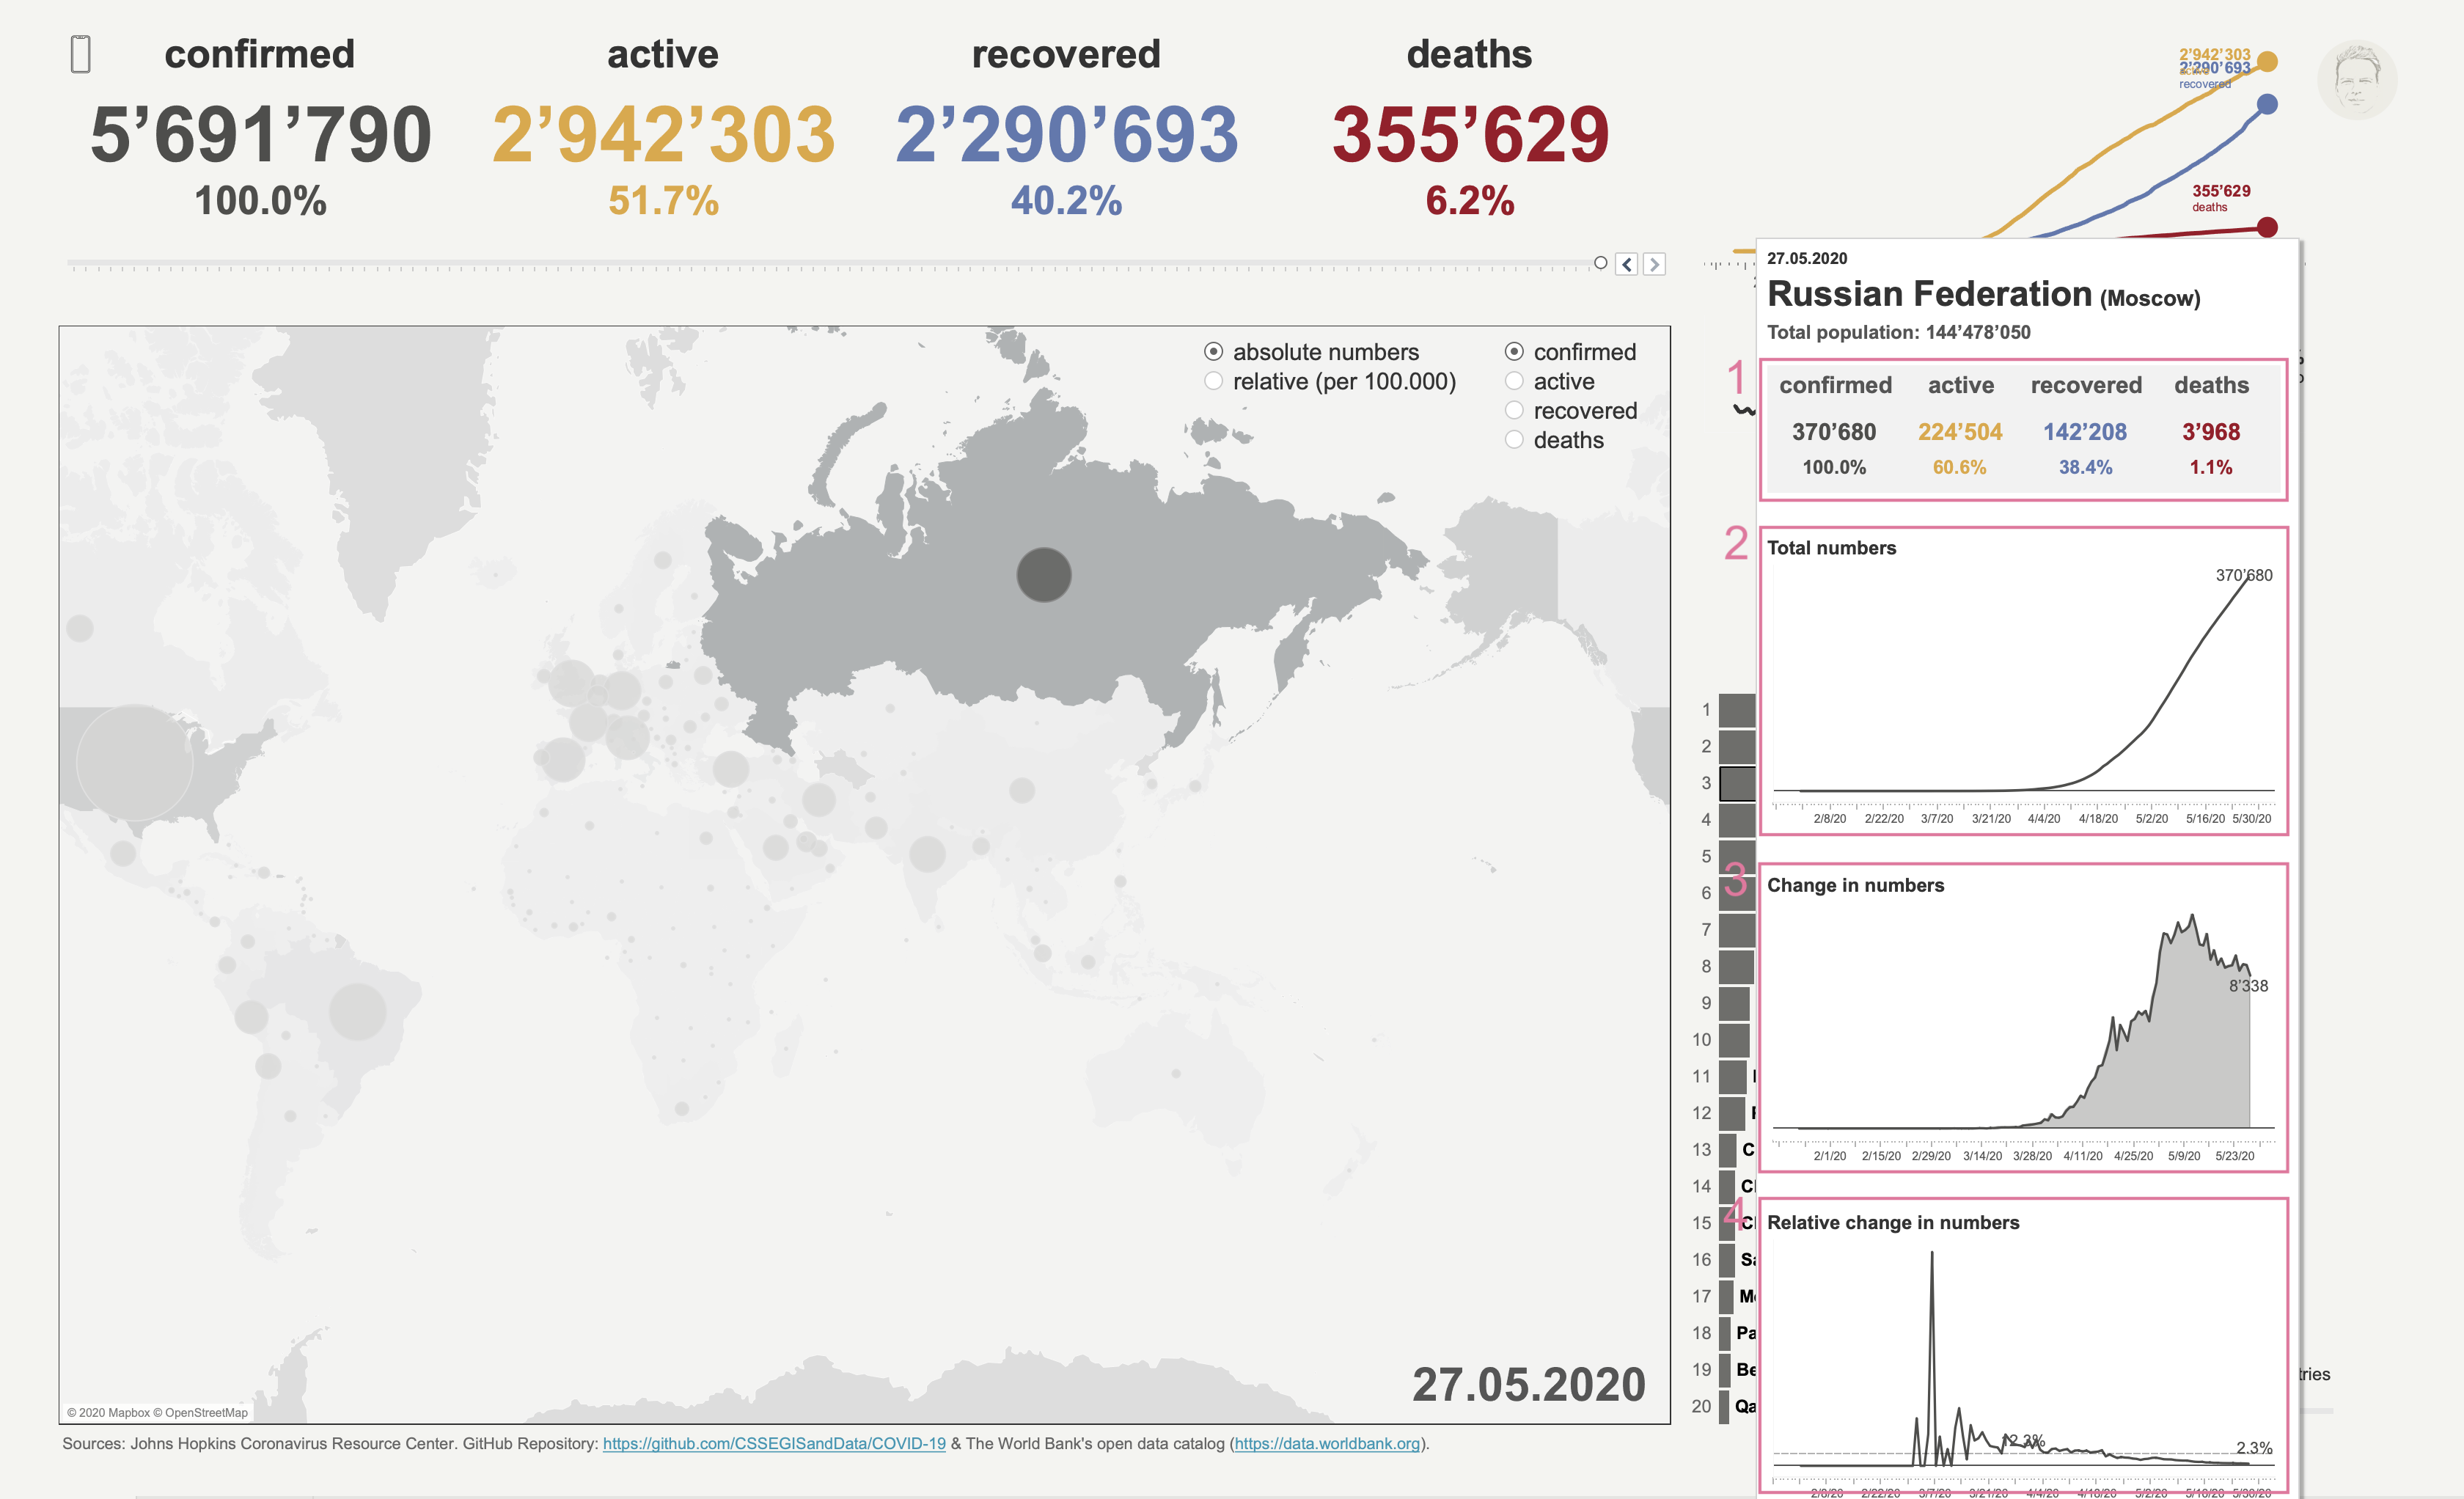 confirmed active recovered deaths
5’691’790 2’942’303 2’290’693 355’629
100.0% 51.7% 40.2% 6.2%
2’942’303
2’290’693
recovered
355’629
deaths
absolute numbers
relative (per 100.000)
confirmed
active
recovered
deaths
27.05.2020
© 2020 Mapbox © OpenStreetMap
Sources: Johns Hopkins Coronavirus Resource Center. GitHub Repository: https://github.com/CSSEGISandData/COVID-19 & The World Bank's open data catalog (https://data.worldbank.org).
1
2
3
4
5
6
7
8
9
10
11
12
13 C
14
15
16
17
18 Pa
19 Be
20 Qa
27.05.2020
Russian Federation (Moscow)
Total population: 144’478’050
1
confirmed active recovered deaths
370’680 224’504 142’208 3’968
100.0% 60.6% 38.4% 1.1%
2
Total numbers
370’680
2/8/20 2/22/20 3/7/20 3/21/20 4/4/20 4/18/20 5/2/20 5/16/20 5/30/20
3
Change in numbers
8’338
2/1/20 2/15/20 2/29/20 3/14/20 3/28/20 4/11/20 4/25/20 5/9/20 5/23/20
4
Relative change in numbers
12.3%
2.3%
2/8/20 2/22/20 3/7/20 3/21/20 4/4/20 4/18/20 5/2/20 5/16/20 5/30/20
tries